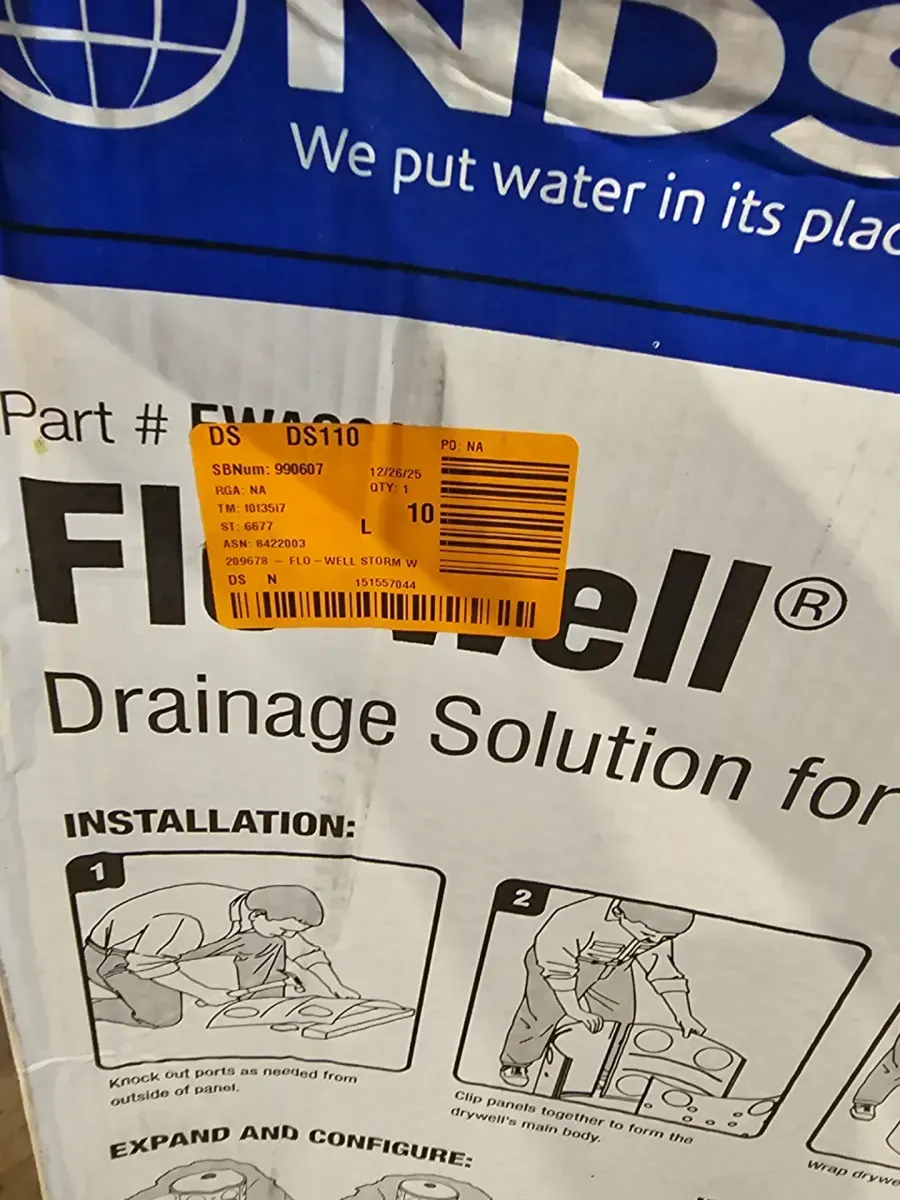 NDS
We put water in its plac
Part #
DS DS110
PO: NA
SBNum: 990607 12/26/25
RGA: NA QTY: 1
TM: 1013517
ST: 6677 L 10
ASN: 8422003
209678 - FLO-WELL STORM W
DS N 151557044
Fl well®
Drainage Solution for
INSTALLATION:
1
2
Knock out ports as needed from
outside of panel.
Clip panels together to form the
drywell's main body.
Wrap drywe
EXPAND AND CONFIGURE: